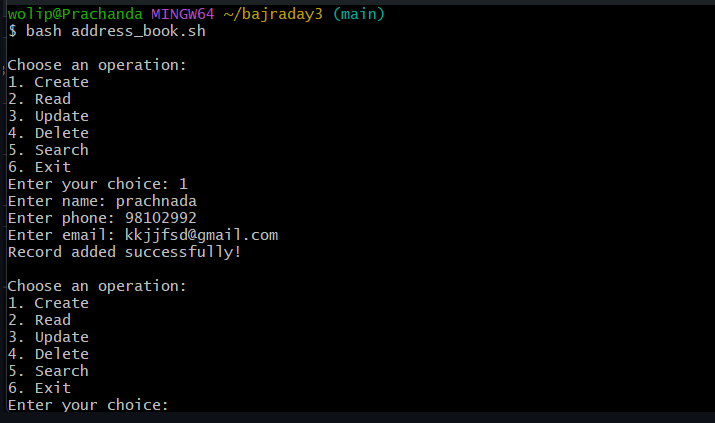 wolip@Prachanda MINGW64 ~/bajraday3 (main)
$ bash address_book.sh
Choose an operation:
1. Create
2. Read
3. Update
4. Delete
5. Search
6. Exit
Enter your choice: 1
Enter name: prachnada
Enter phone: 98102992
Enter email: kkjjfsd@gmail.com
Record added successfully!
Choose an operation:
1. Create
2. Read
3. Update
4. Delete
5. Search
6. Exit
Enter your choice: